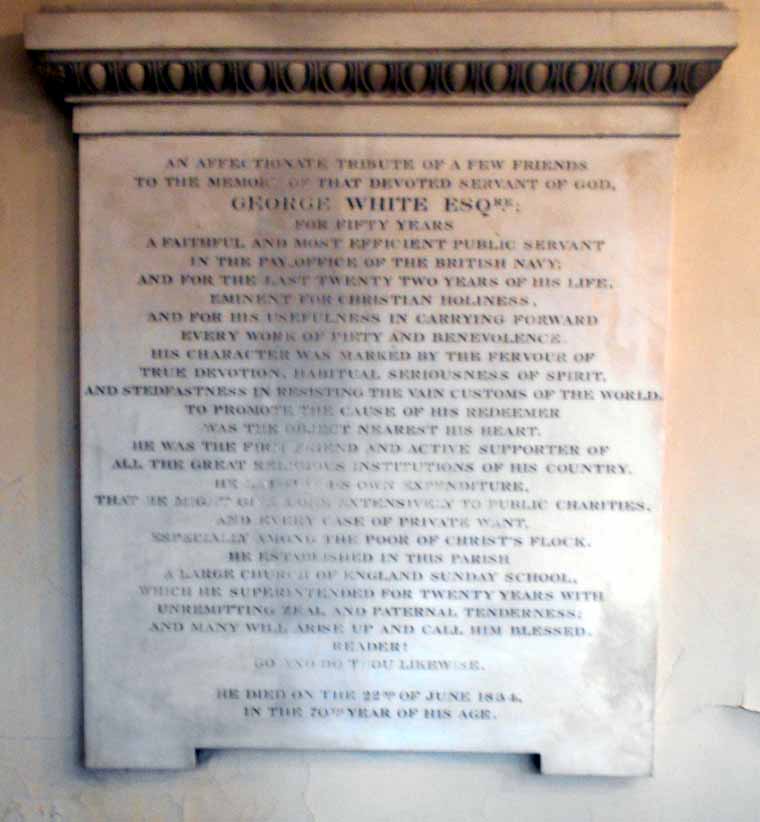 AN AFFECTIONATE TRIBUTE OF A FEW FRIENDS
TO THE MEMORY OF THAT DEVOTED SERVANT OF GOD,
GEORGE WHITE ESQRE;
FOR FIFTY YEARS
A FAITHFUL AND MOST EFFICIENT PUBLIC SERVANT
IN THE PAY OFFICE OF THE BRITISH NAVY;
AND FOR THE LAST TWENTY TWO YEARS OF HIS LIFE,
EMINENT FOR CHRISTIAN HOLINESS,
AND FOR HIS USEFULNESS IN CARRYING FORWARD
EVERY WORK OF PIETY AND BENEVOLENCE.
HIS CHARACTER WAS MARKED BY THE FERVOUR OF
TRUE DEVOTION, HABITUAL SERIOUSNESS OF SPIRIT,
AND STEDFASTNESS IN RESISTING THE VAIN CUSTOMS OF THE WORLD.
TO PROMOTE THE CAUSE OF HIS REDEEMER
WAS THE OBJECT NEAREST HIS HEART.
HE WAS THE FIRM FRIEND AND ACTIVE SUPPORTER OF
ALL THE GREAT RELIGIOUS INSTITUTIONS OF HIS COUNTRY.
HE HIS OWN EXPENDITURE,
THAT HE MIGHT GIVE MORE EXTENSIVELY TO PUBLIC CHARITIES,
AND EVERY CASE OF PRIVATE WANT,
ESPECIALLY AMONG THE POOR OF CHRIST'S FLOCK.
HE ESTABLISHED IN THIS PARISH
A LARGE CHURCH OF ENGLAND SUNDAY SCHOOL,
WHICH HE SUPERINTENDED FOR TWENTY YEARS WITH
UNREMITTING ZEAL AND PATERNAL TENDERNESS;
AND MANY WILL ARISE UP AND CALL HIM BLESSED.
READER!
GO AND DO THOU LIKEWISE.
HE DIED ON THE 22ND OF JUNE 1834,
IN THE 70TH YEAR OF HIS AGE.